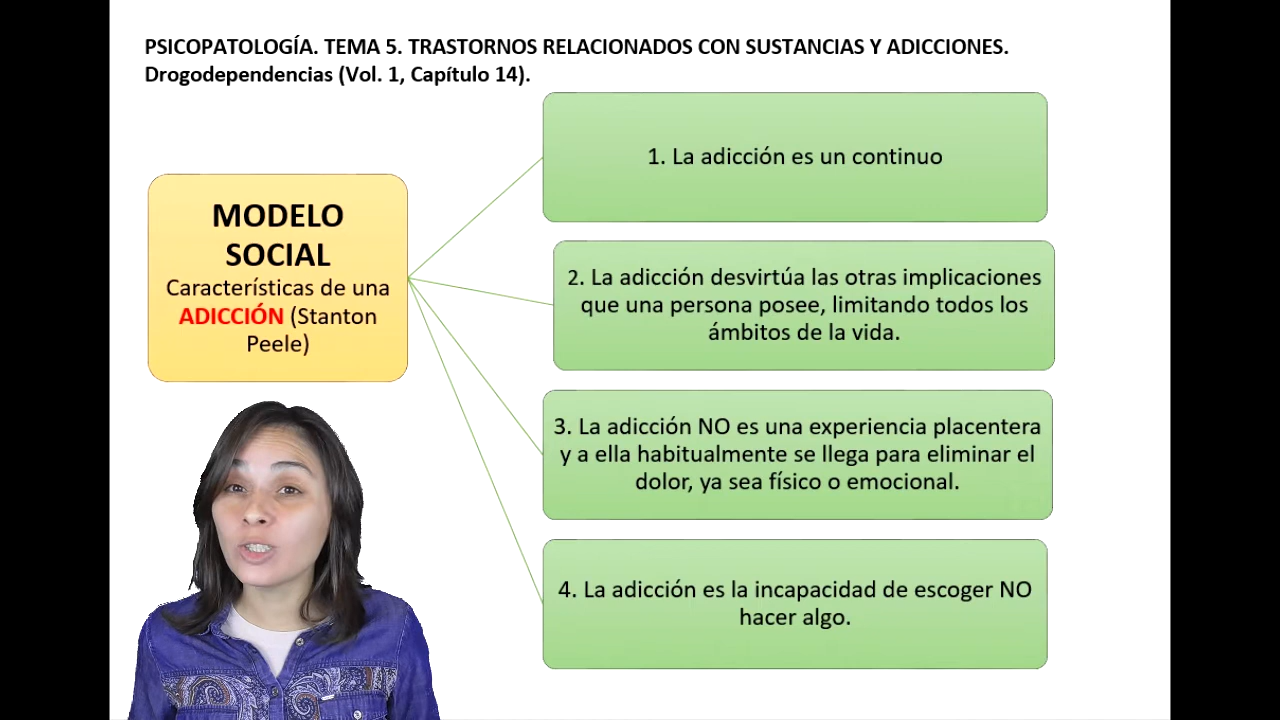 PSICOPATOLOGÍA. TEMA 5. TRASTORNOS RELACIONADOS CON SUSTANCIAS Y ADICCIONES.
Drogodependencias (Vol. 1, Capítulo 14).
MODELO
SOCIAL
Características de una
ADICCIÓN (Stanton
Peele)
1. La adicción es un continuo
2. La adicción desvirtúa las otras implicaciones
que una persona posee, limitando todos los
ámbitos de la vida.
3. La adicción NO es una experiencia placentera
y a ella habitualmente se llega para eliminar el
dolor, ya sea físico o emocional.
4. La adicción es la incapacidad de escoger NO
hacer algo.